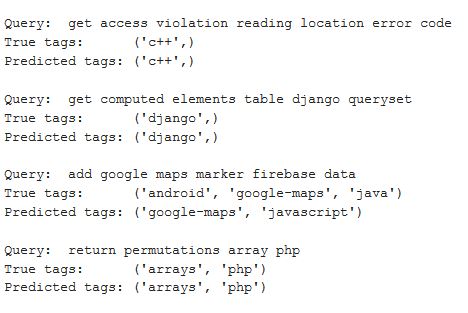 Query:  get access violation reading location error code
True tags:      ('c++',)
Predicted tags: ('c++',)
Query:  get computed elements table django queryset
True tags:      ('django',)
Predicted tags: ('django',)
Query:  add google maps marker firebase data
True tags:      ('android', 'google-maps', 'java')
Predicted tags: ('google-maps', 'javascript')
Query:  return permutations array php
True tags:      ('arrays', 'php')
Predicted tags: ('arrays', 'php')